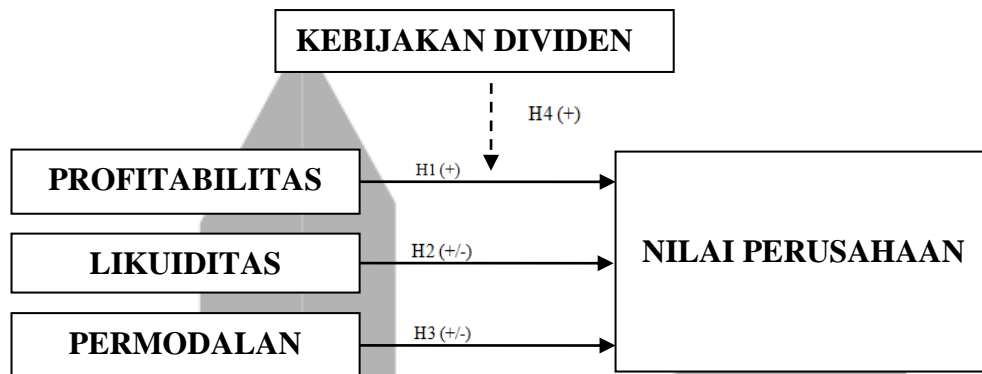 KEBIJAKAN DIVIDEN
H4 (+)
PROFITABILITAS
H1 (+)
LIKUIDITAS
H2 (+/-)
NILAI PERUSAHAAN
PERMODALAN
H3 (+/-)